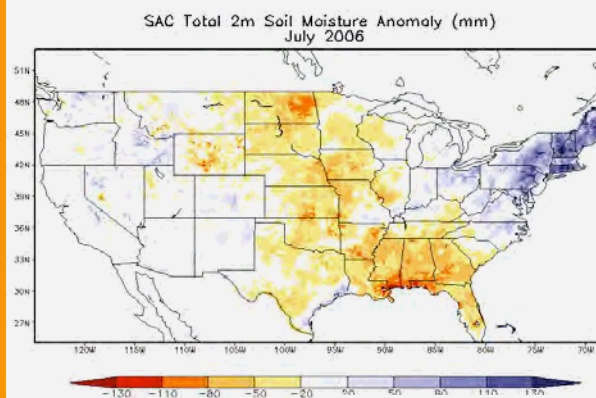 SAC Total 2m Soil Moisture Anomaly (mm)
July 2006
51N
48N
45N
42N
39N
36N
33N
30N
27N
120W 115W 110W 105W 100W 95W 90W 85W 80W 75W 70W
-130 -110 -80 -50 -20 20 50 80 110 130